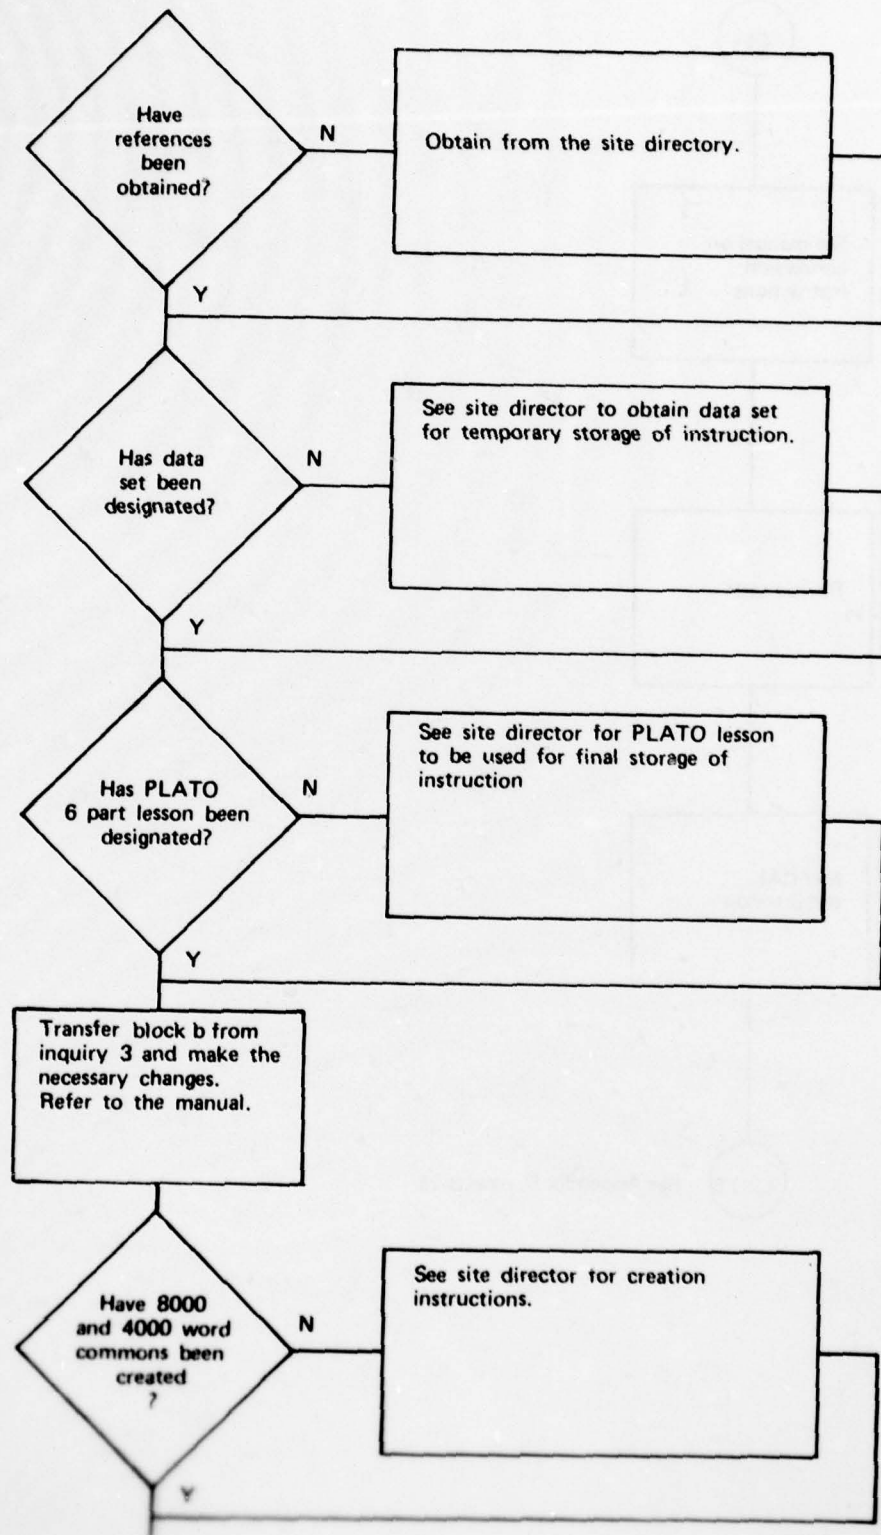 Have
references
been
obtained?
N
Obtain from the site directory.
Y
Has data
set been
designated?
N
See site director to obtain data set
for temporary storage of instruction.
Y
Has PLATO
6 part lesson been
designated?
N
See site director for PLATO lesson
to be used for final storage of
instruction
Y
Transfer block b from
inquiry 3 and make the
necessary changes.
Refer to the manual.
Have 8000
and 4000 word
commons been
created
?
N
See site director for creation
instructions.
Y